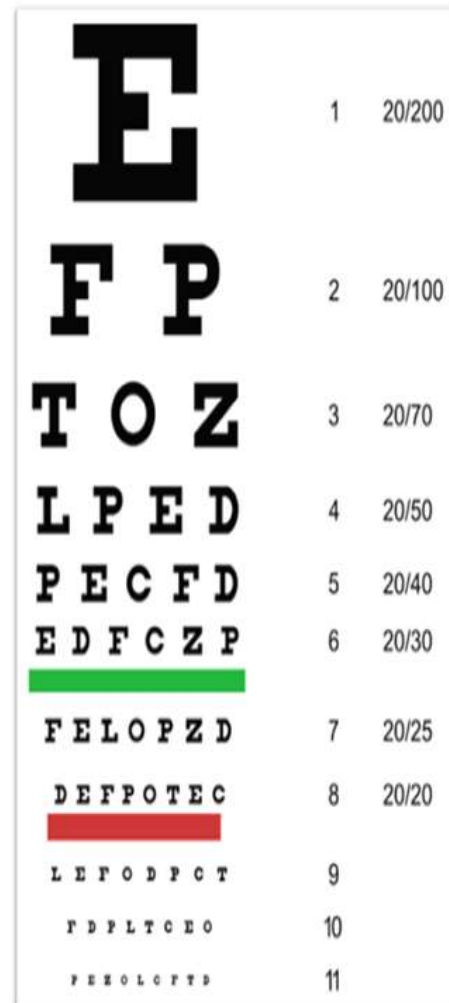 E 1 20/200
F P 2 20/100
T O Z 3 20/70
L P E D 4 20/50
P E C F D 5 20/40
E D F C Z P 6 20/30
F E L O P Z D 7 20/25
D E F P O T E C 8 20/20
L E F O D P C T 9
F D P L T C E O 10
P E Z O L C F T D 11